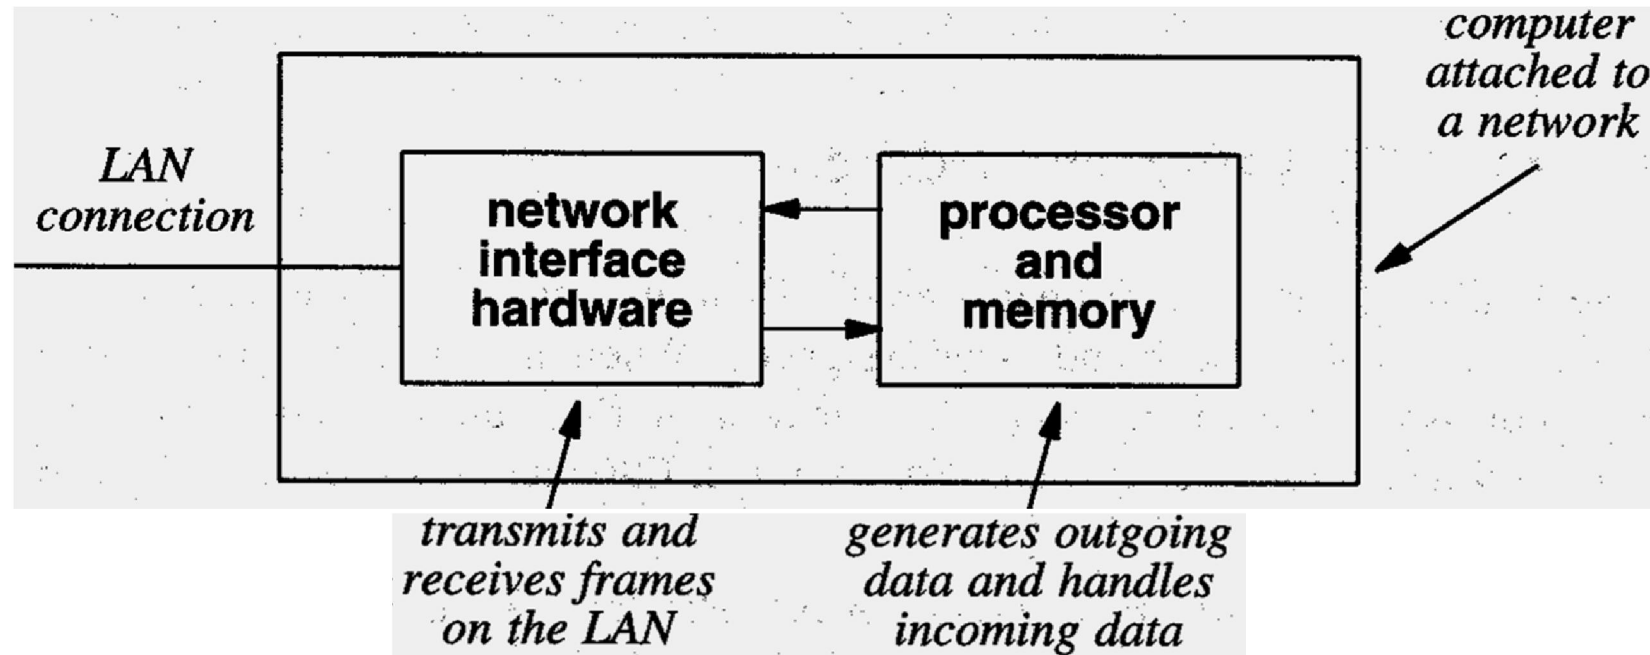 computer
attached to
a network
LAN
connection
network
interface
hardware
processor
and
memory
transmits and
receives frames
on the LAN
generates outgoing
data and handles
incoming data